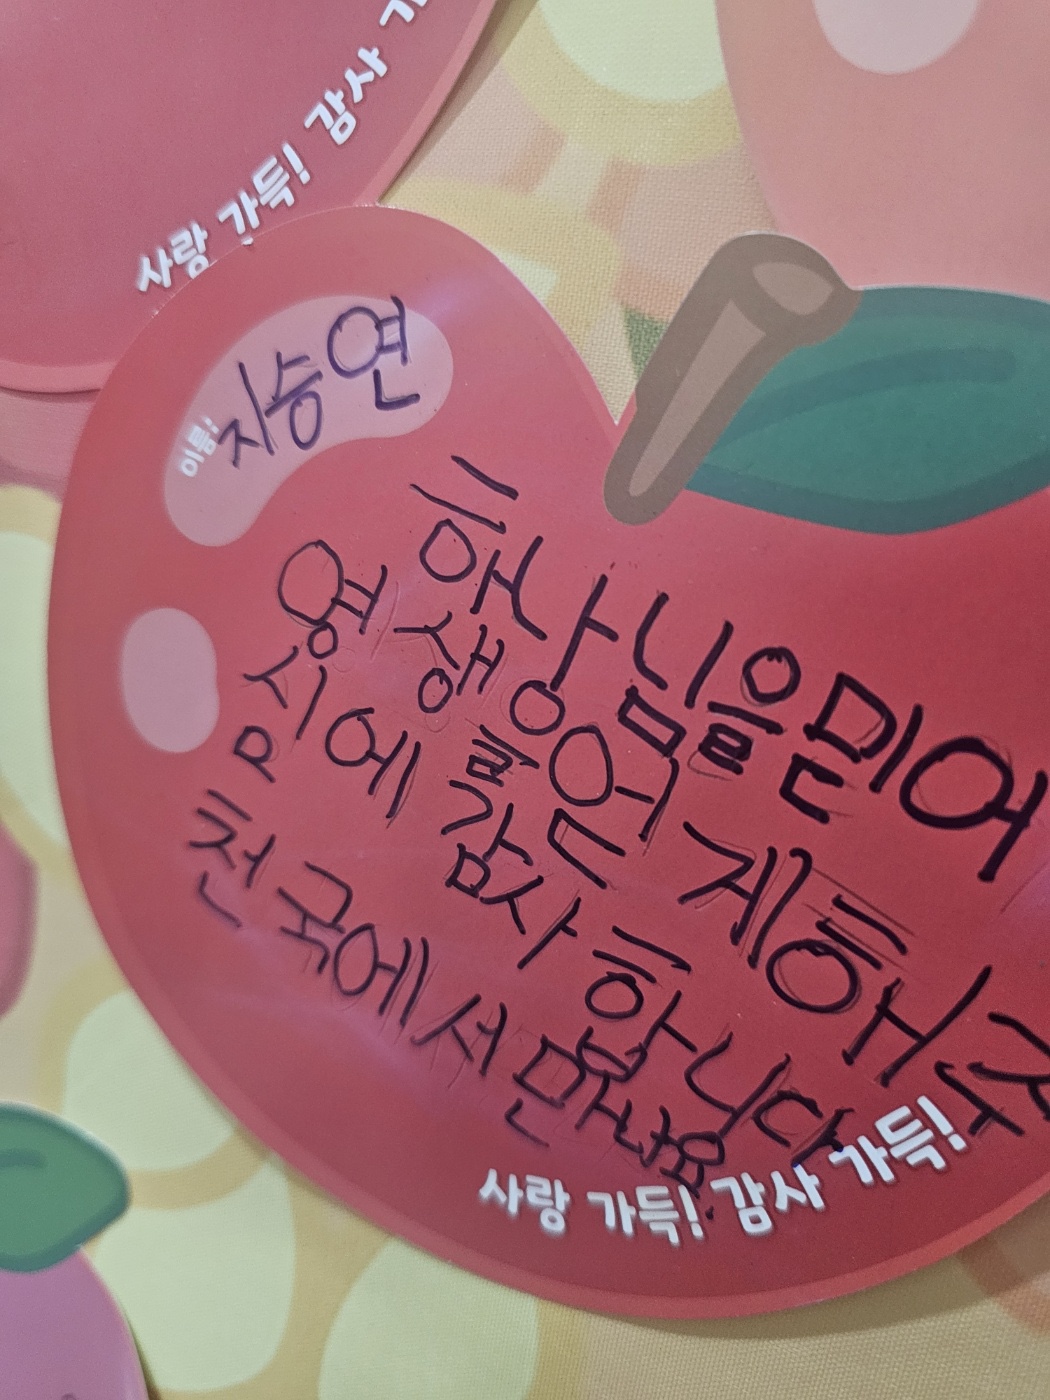 사랑 가득! 감사
이름:
지승연
하나님을 믿어
영생을 얻게 해주
심에 감사합니다
천국에서 만나요
사랑 가득! 감사 가득!